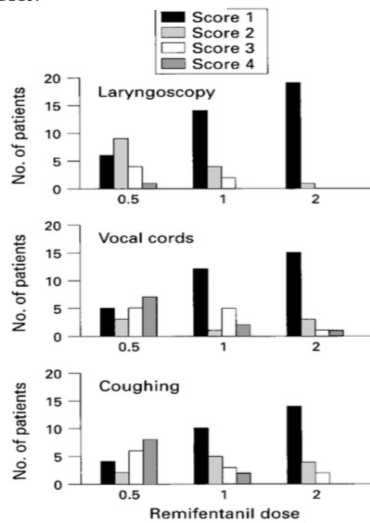 Score 1
Score 2
Score 3
Score 4
Laryngoscopy
No. of patients
20
15
10
5
0
0.5 1 2
Vocal cords
No. of patients
20
15
10
5
0
0.5 1 2
Coughing
No. of patients
20
15
10
5
0
0.5 1 2
Remifentanil dose